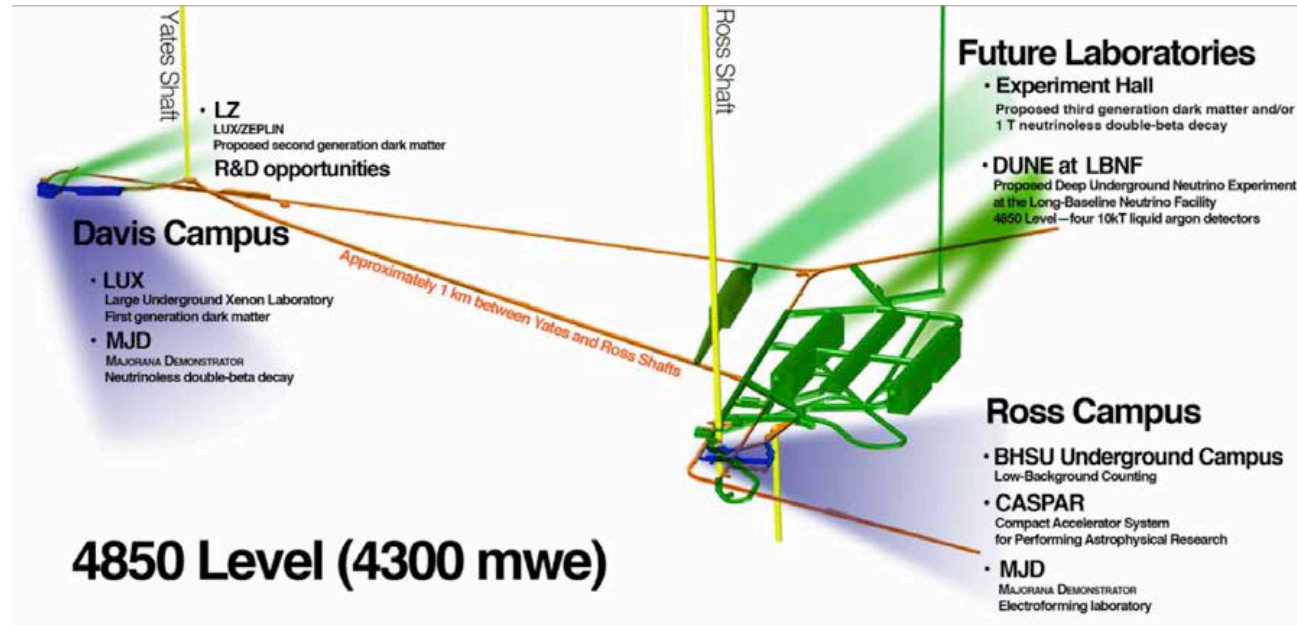 Yates Shaft
Ross Shaft
• LZ
LUX/ZEPLIN
Proposed second generation dark matter
R&D opportunities
Davis Campus
• LUX
Large Underground Xenon Laboratory
First generation dark matter
• MJD
MAJORANA DEMONSTRATOR
Neutrinoless double-beta decay
Approximately 1 km between Yates and Ross Shafts
Future Laboratories
• Experiment Hall
Proposed third generation dark matter and/or
1 T neutrinoless double-beta decay
• DUNE at LBNF
Proposed Deep Underground Neutrino Experiment
at the Long-Baseline Neutrino Facility
4850 Level—four 10kT liquid argon detectors
Ross Campus
• BHSU Underground Campus
Low-Background Counting
• CASPAR
Compact Accelerator System
for Performing Astrophysical Research
• MJD
MAJORANA DEMONSTRATOR
Electroforming laboratory
4850 Level (4300 mwe)